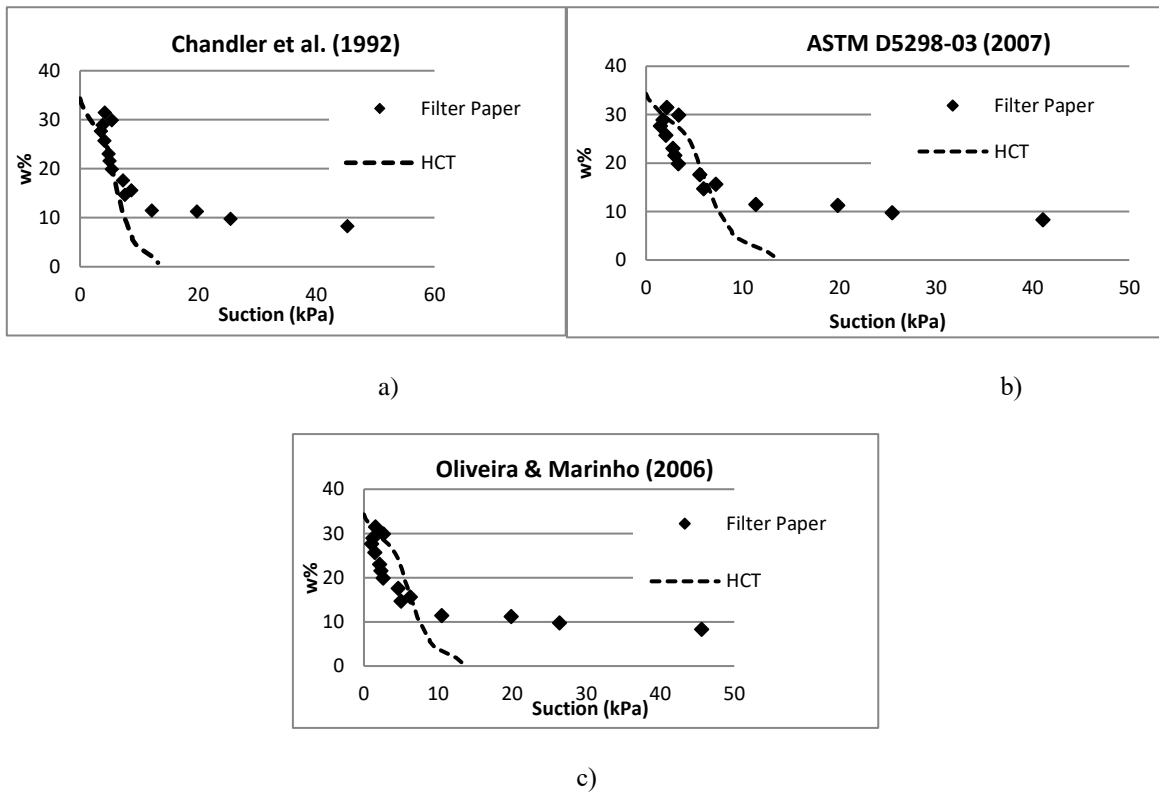 Chandler et al. (1992)
40
30
20
10
0
w%
Filter Paper
HCT
0 20 40 60
Suction (kPa)
a)
ASTM D5298-03 (2007)
40
30
20
10
0
w%
Filter Paper
HCT
0 10 20 30 40 50
Suction (kPa)
b)
Oliveira & Marinho (2006)
40
30
20
10
0
w%
Filter Paper
HCT
0 10 20 30 40 50
Suction (kPa)
c)